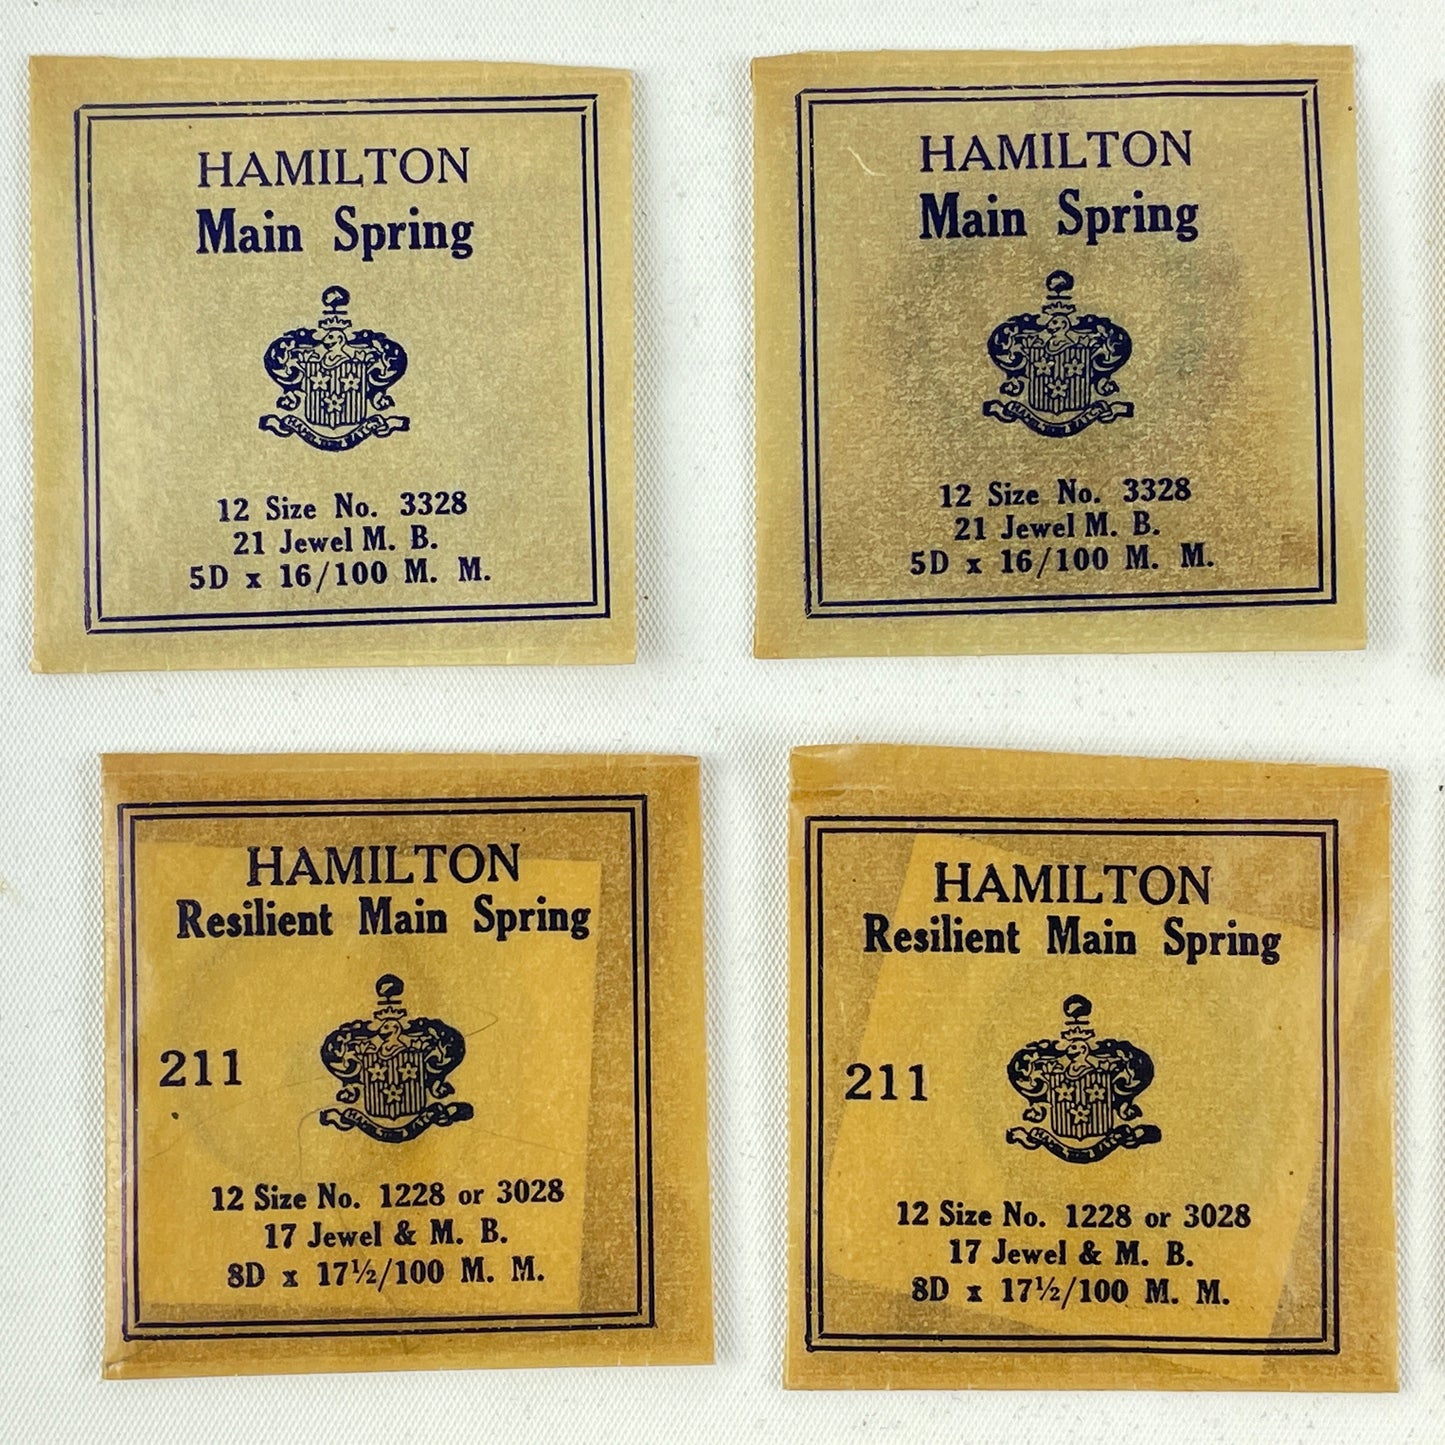 HAMILTON
Main Spring
12 Size No. 3328
21 Jewel M. B.
5D x 16/100 M. M.
HAMILTON
Main Spring
12 Size No. 3328
21 Jewel M. B.
5D x 16/100 M. M.
HAMILTON
Resilient Main Spring
211
12 Size No. 1228 or 3028
17 Jewel & M. B.
8D x 17½/100 M. M.
HAMILTON
Resilient Main Spring
211
12 Size No. 1228 or 3028
17 Jewel & M. B.
8D x 17½/100 M. M.